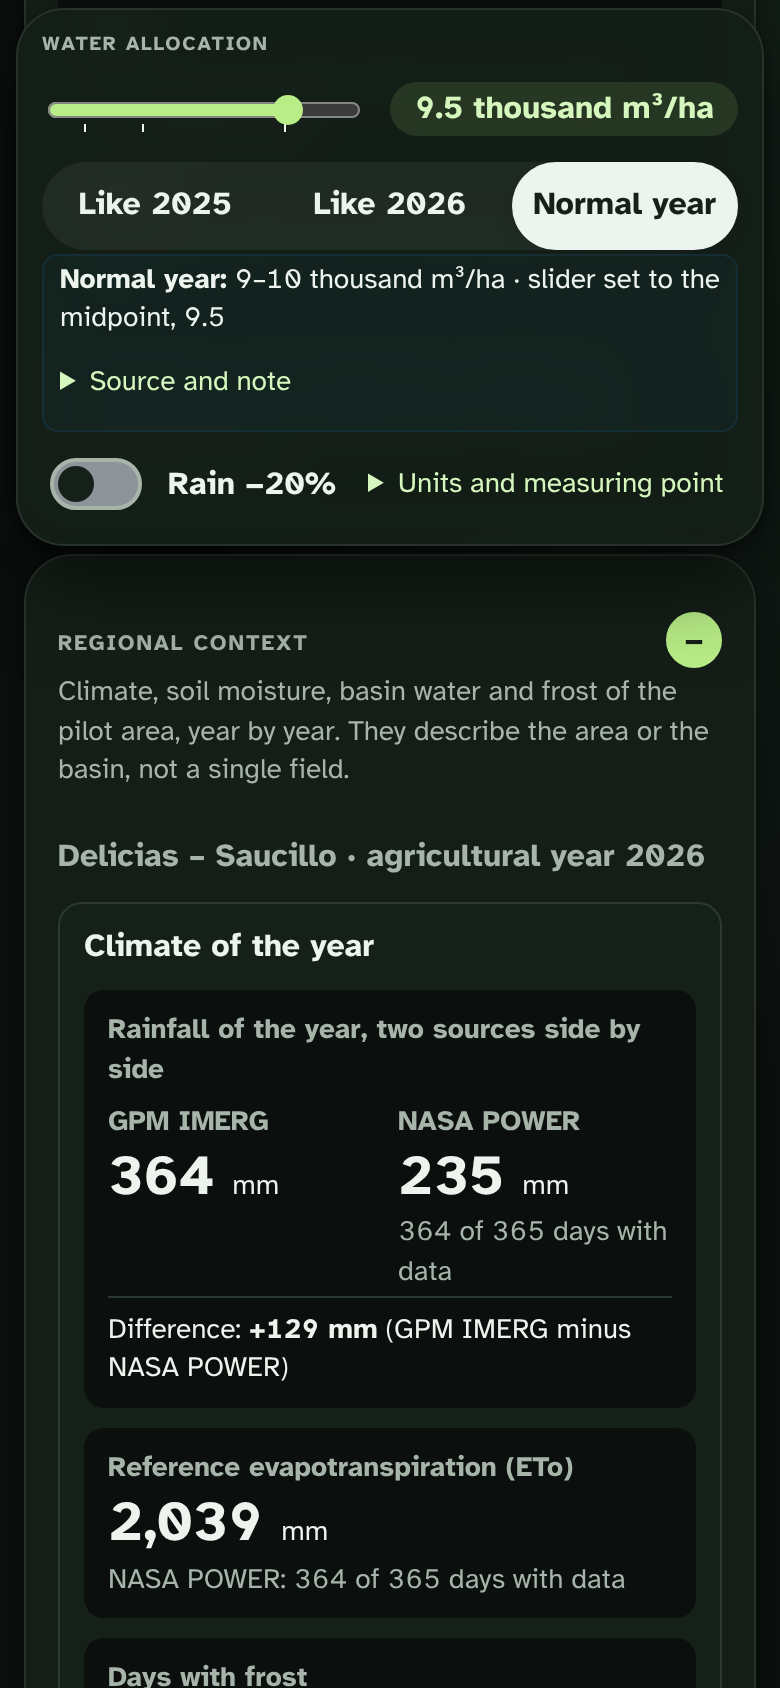 WATER ALLOCATION
9.5 thousand m³/ha
Like 2025
Like 2026
Normal year
Normal year: 9–10 thousand m³/ha · slider set to the
midpoint, 9.5
Source and note
Rain −20%
Units and measuring point
REGIONAL CONTEXT
–
Climate, soil moisture, basin water and frost of the
pilot area, year by year. They describe the area or the
basin, not a single field.
Delicias – Saucillo · agricultural year 2026
Climate of the year
Rainfall of the year, two sources side by
side
GPM IMERG
364 mm
NASA POWER
235 mm
364 of 365 days with
data
Difference: +129 mm (GPM IMERG minus
NASA POWER)
Reference evapotranspiration (ETo)
2,039 mm
NASA POWER: 364 of 365 days with data
Days with frost